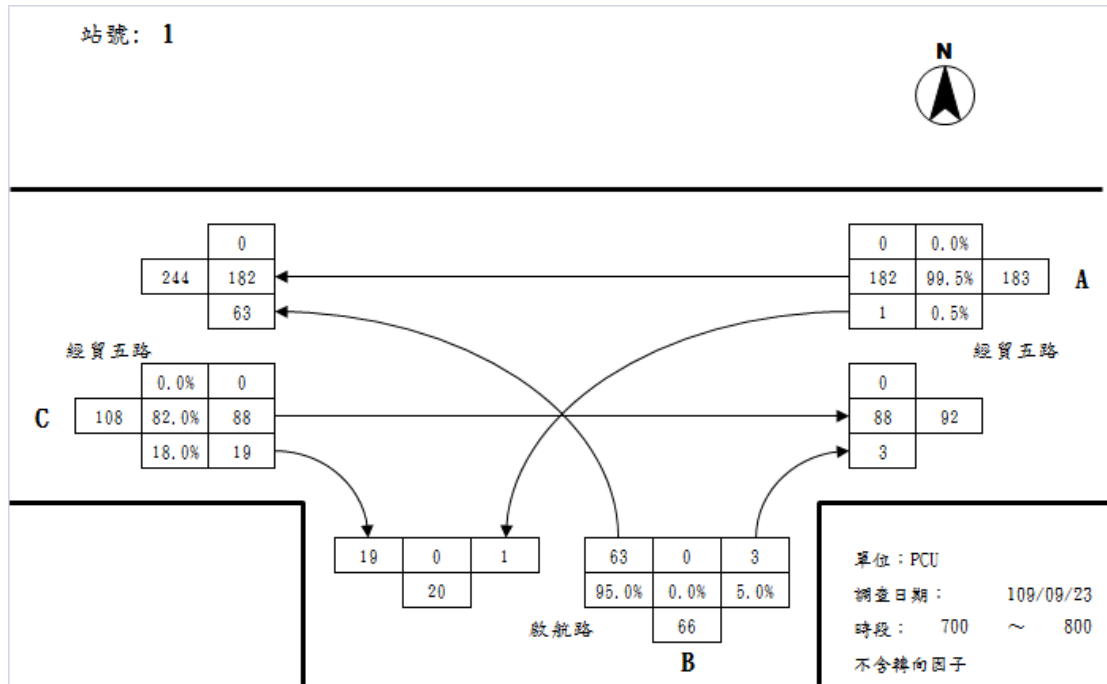 站號: 1
N
0
244 182
63
0 0.0%
182 99.5% 183
1 0.5%
A
經貿五路
經貿五路
C
0.0% 0
108 82.0% 88
18.0% 19
0
88 92
3
19 0 1
20
63 0 3
95.0% 0.0% 5.0%
66
啟航路
B
單位：PCU
調查日期： 109/09/23
時段： 700 ～ 800
不含轉向因子